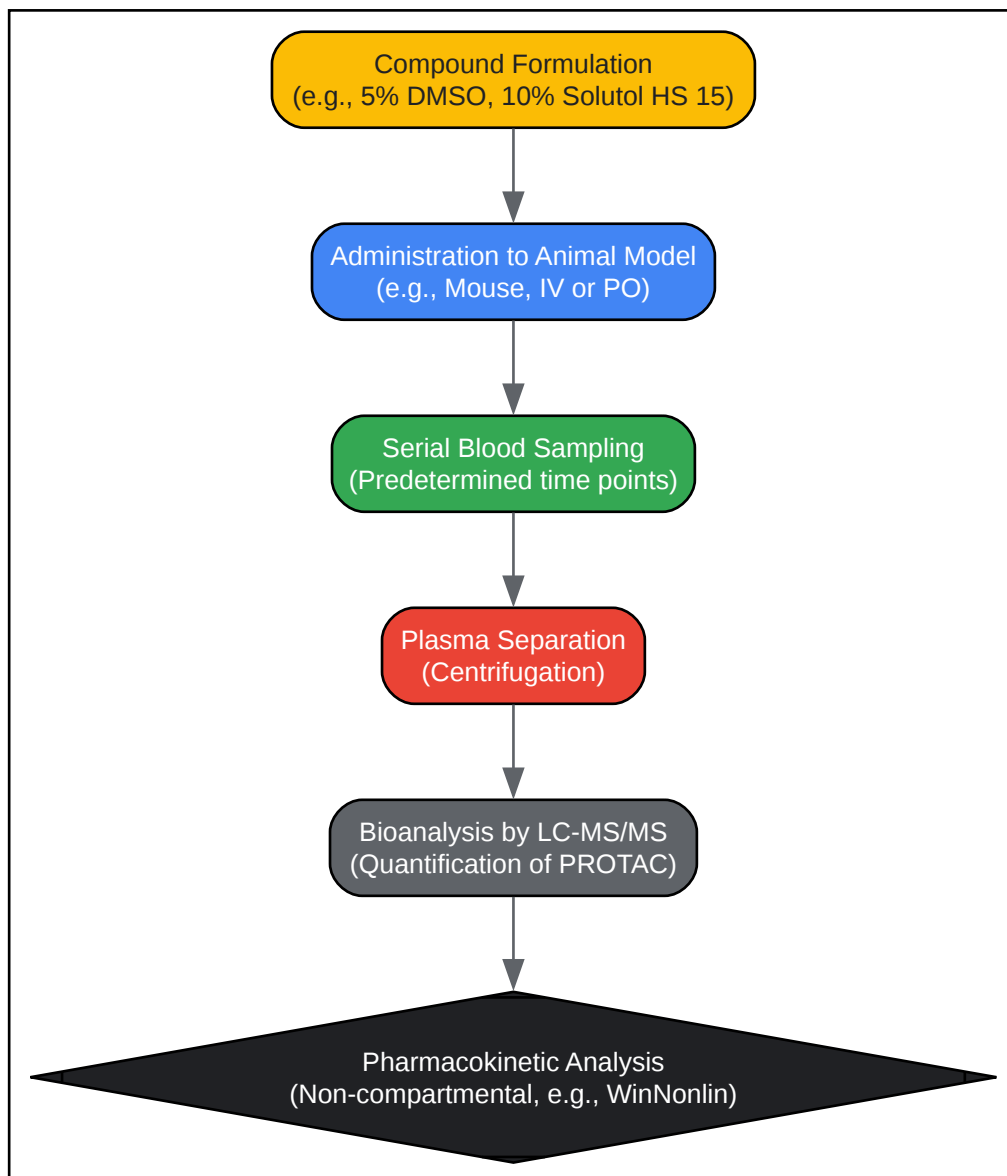 Compound Formulation
(e.g., 5% DMSO, 10% Solutol HS 15)
Administration to Animal Model
(e.g., Mouse, IV or PO)
Serial Blood Sampling
(Predetermined time points)
Plasma Separation
(Centrifugation)
Bioanalysis by LC-MS/MS
(Quantification of PROTAC)
Pharmacokinetic Analysis
(Non-compartmental, e.g., WinNonlin)